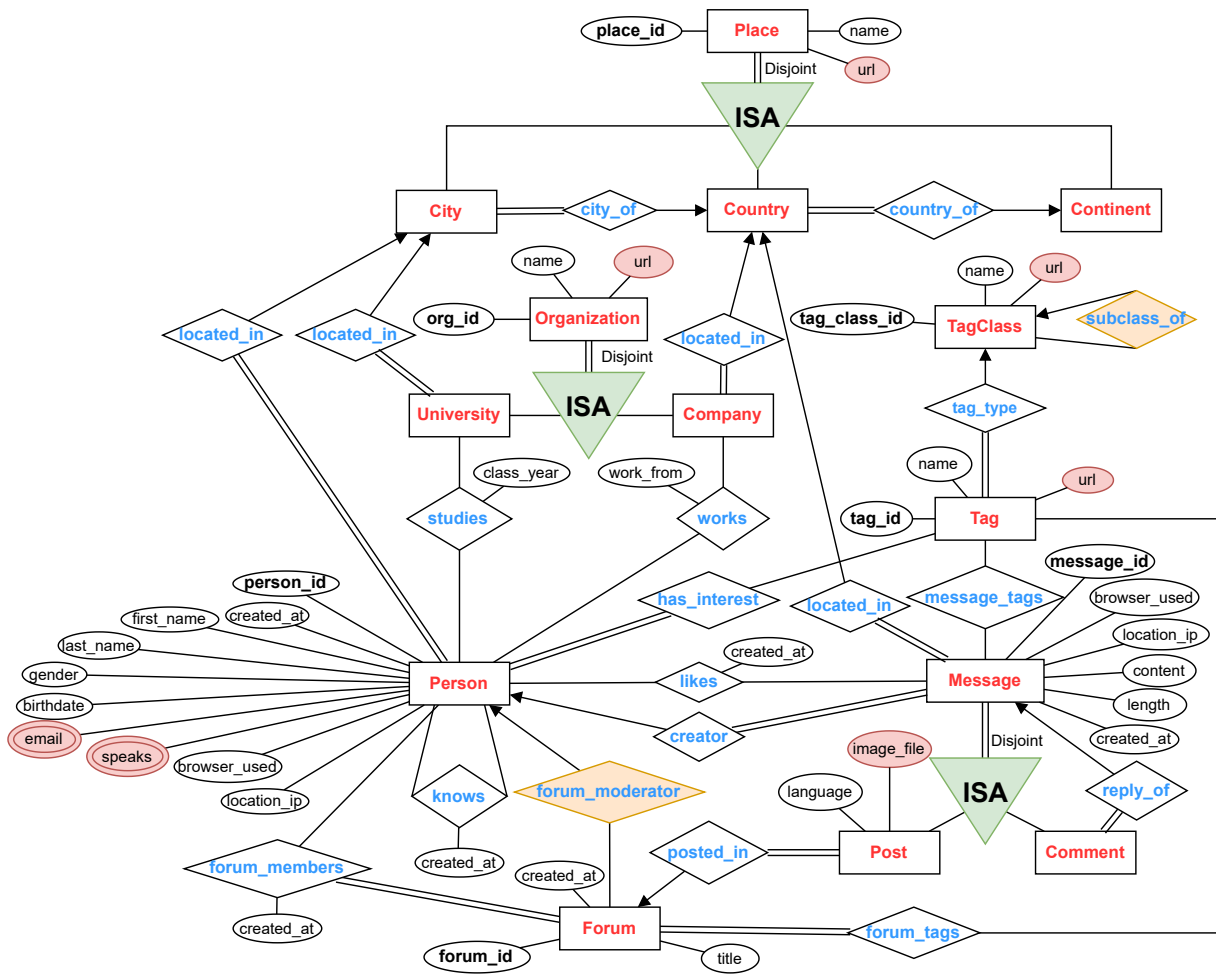 place_id
Place
name
url
Disjoint
ISA
City
city_of
Country
country_of
Continent
name
url
name
url
org_id
Organization
tag_class_id
TagClass
subclass_of
located_in
located_in
located_in
Disjoint
ISA
University
Company
tag_type
class_year
work_from
name
url
studies
works
tag_id
Tag
message_id
person_id
has_interest
located_in
message_tags
browser_used
first_name
created_at
location_ip
last_name
created_at
content
gender
Person
likes
Message
length
birthdate
created_at
email
speaks
creator
image_file
Disjoint
browser_used
location_ip
knows
forum_moderator
language
ISA
reply_of
created_at
posted_in
Post
Comment
forum_members
created_at
created_at
Forum
forum_tags
forum_id
title